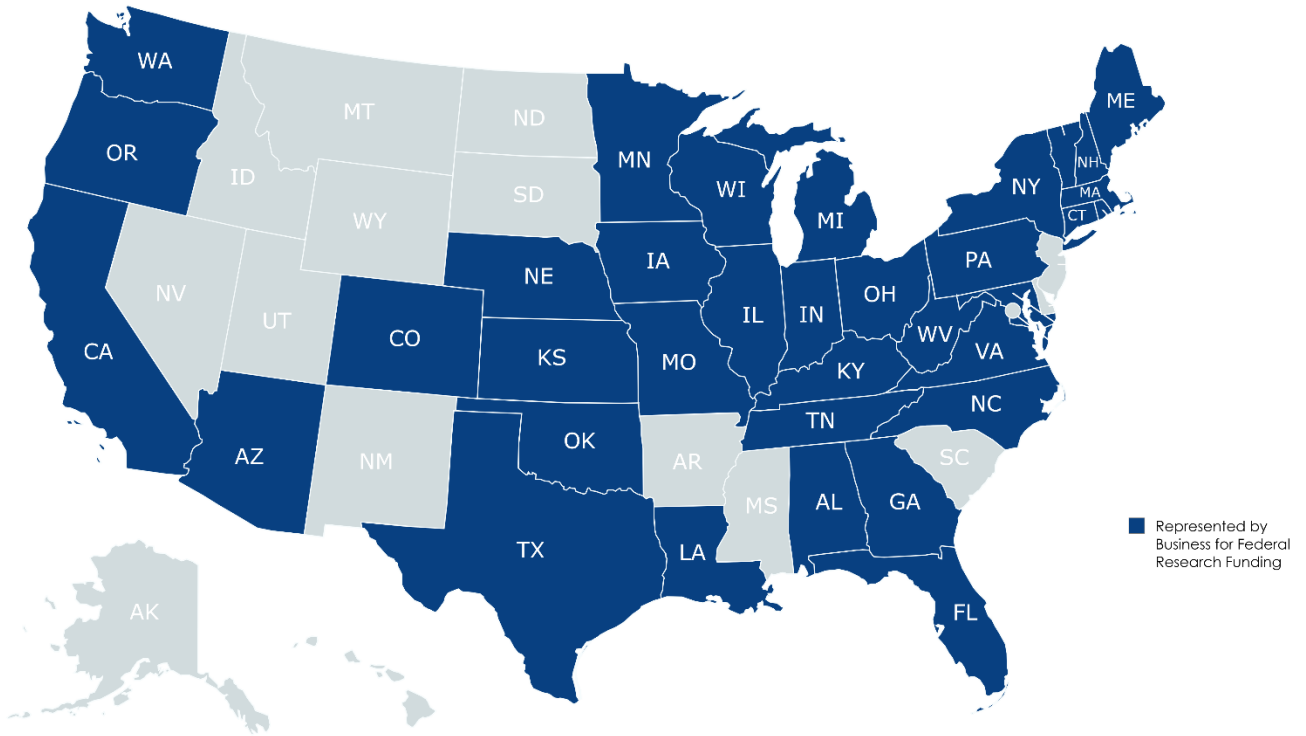 WA
ME
MT
ND
OR
MN
NH
ID
SD
WI
NY
MA
WY
MI
CT
IA
PA
NE
NV
OH
UT
IL
IN
CO
WV
VA
CA
KS
MO
KY
NC
TN
OK
AZ
NM
AR
SC
MS
AL
GA
TX
LA
Represented by
Business for Federal
Research Funding
AK
FL